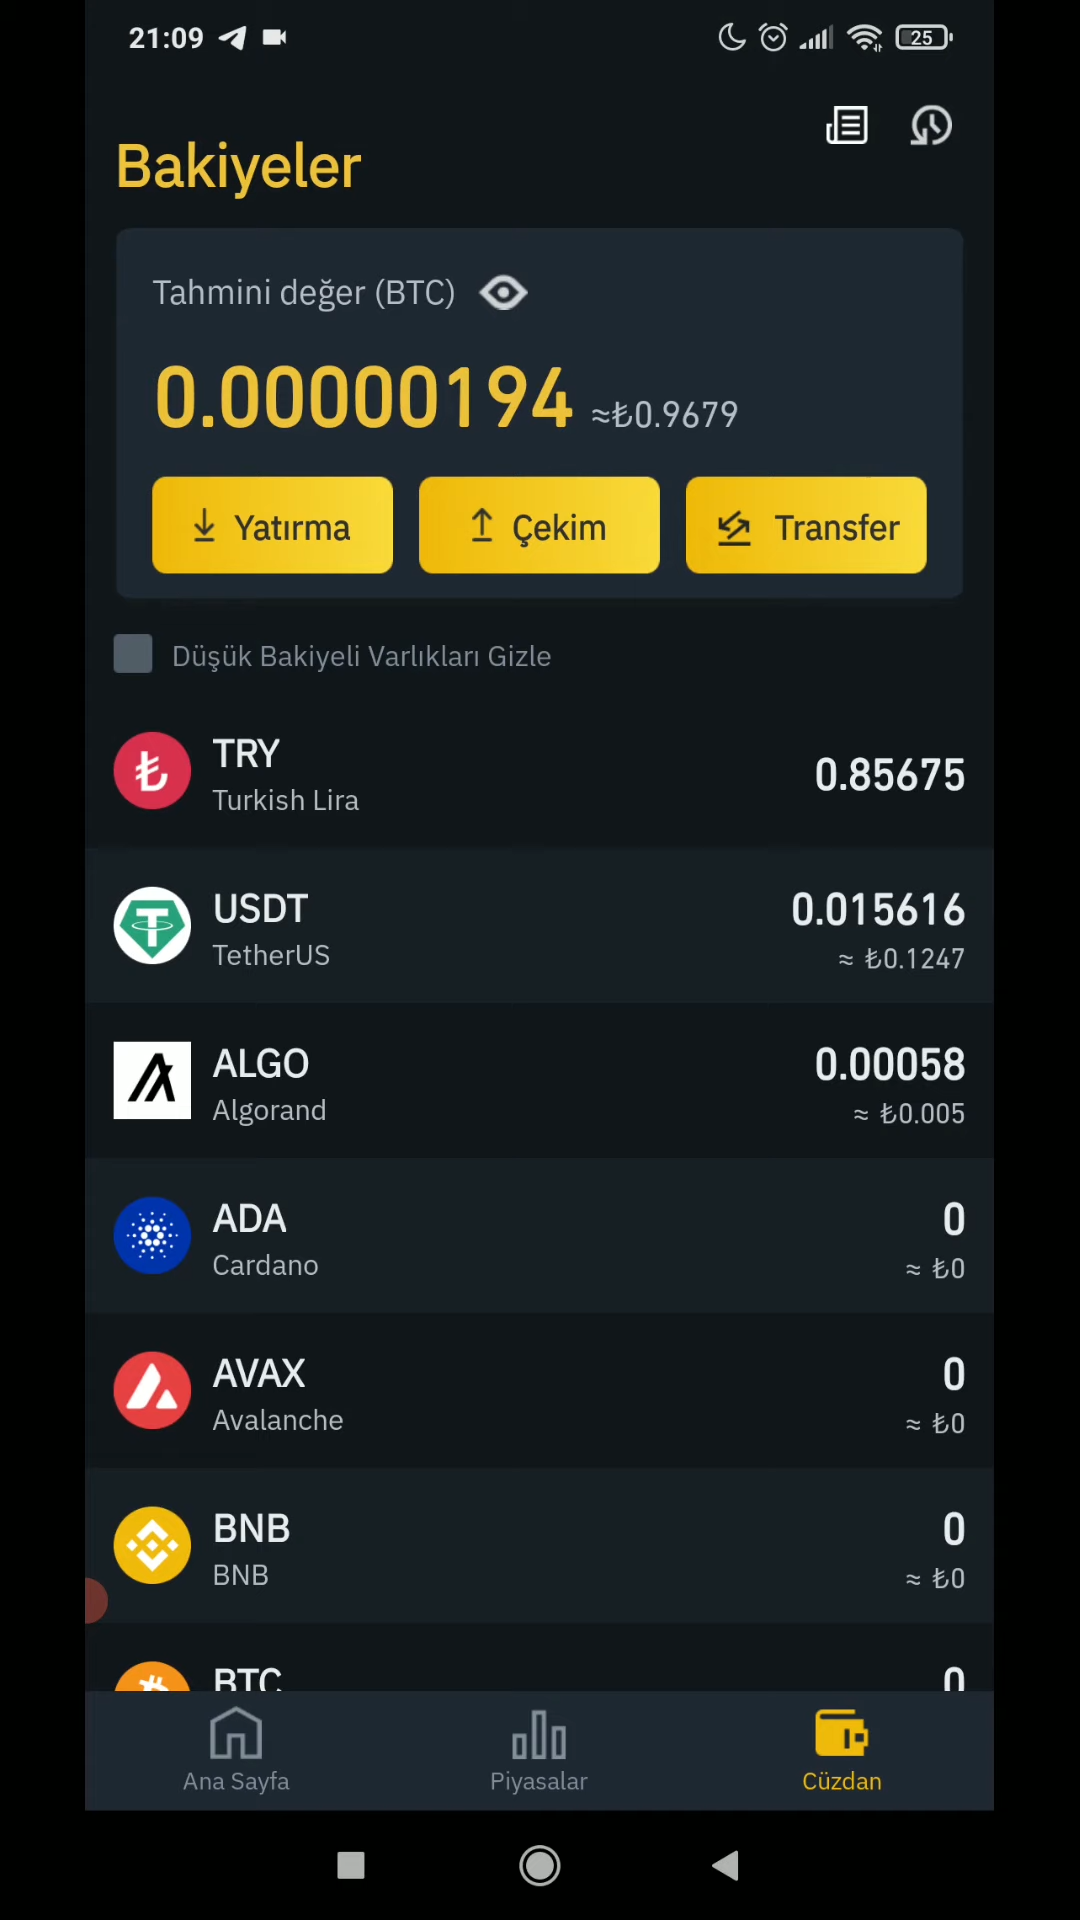 21:09
25
Bakiyeler
Tahmini değer (BTC)
0.00000194 ≈₺0.9679
Yatırma
Çekim
Transfer
Düşük Bakiyeli Varlıkları Gizle
TRY
Turkish Lira
0.85675
USDT
TetherUS
0.015616
≈ ₺0.1247
ALGO
Algorand
0.00058
≈ ₺0.005
ADA
Cardano
0
≈ ₺0
AVAX
Avalanche
0
≈ ₺0
BNB
BNB
0
≈ ₺0
BTC
0
Ana Sayfa
Piyasalar
Cüzdan